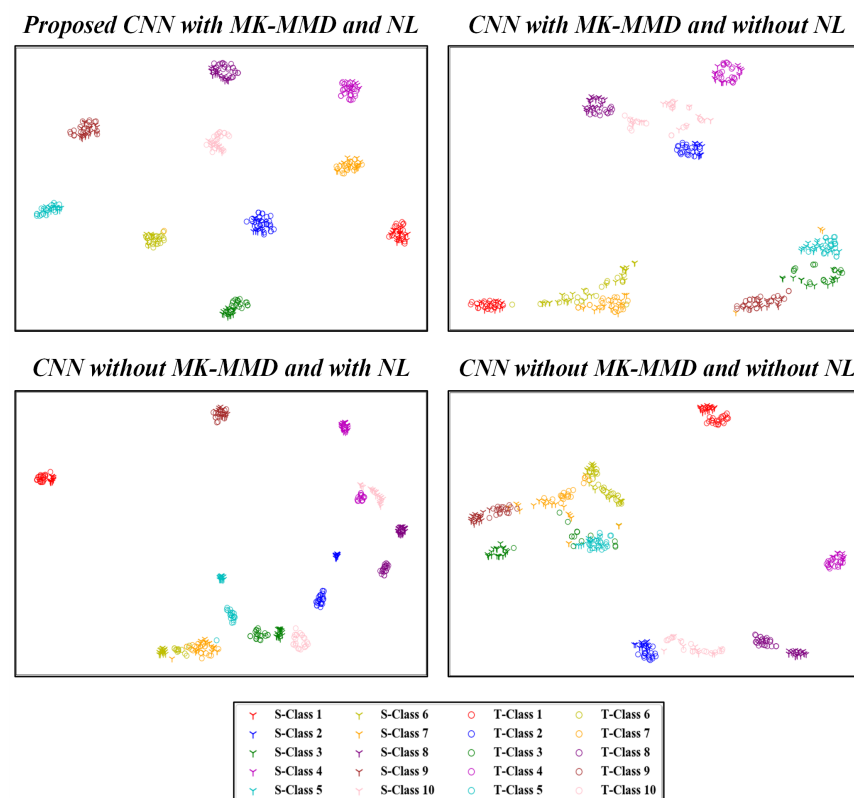 Proposed CNN with MK-MMD and NL
CNN with MK-MMD and without NL
CNN without MK-MMD and with NL
CNN without MK-MMD and without NL
S-Class 1 S-Class 6 T-Class 1 T-Class 6
S-Class 2 S-Class 7 T-Class 2 T-Class 7
S-Class 3 S-Class 8 T-Class 3 T-Class 8
S-Class 4 S-Class 9 T-Class 4 T-Class 9
S-Class 5 S-Class 10 T-Class 5 T-Class 10